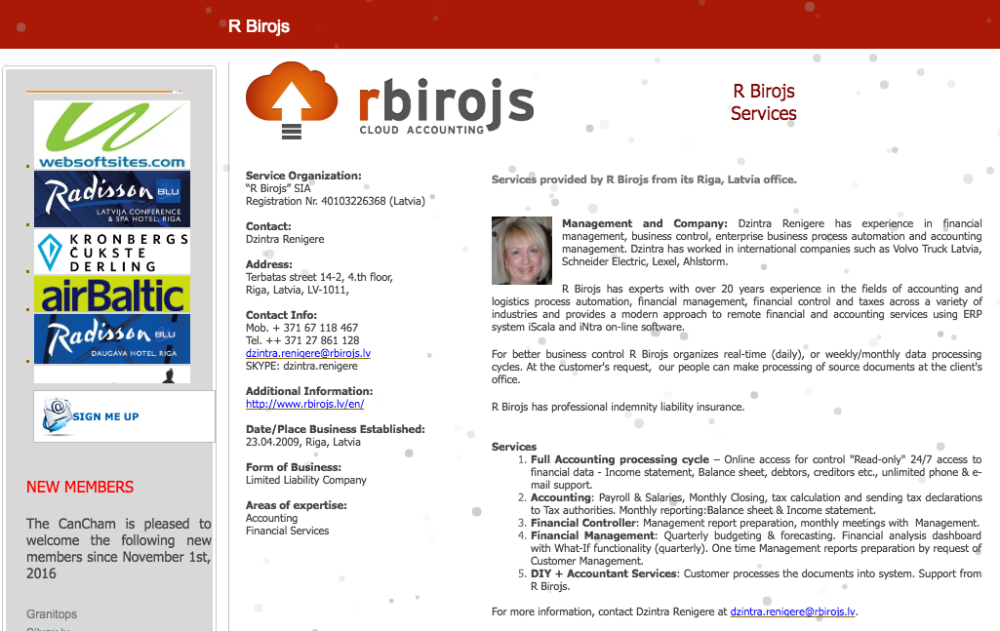 R Birojs
websoftsites.com
Radisson BLU
LATVIJA CONFERENCE
& SPA HOTEL, RIGA
KRONBERGS
ČUKSTE
DERLING
airBaltic
Radisson BLU
DAUGAVA HOTEL, RIGA
SIGN ME UP
NEW MEMBERS
The CanCham is pleased to
welcome the following new
members since November 1st,
2016
Granitops
rbirojs
CLOUD ACCOUNTING
R Birojs
Services
Service Organization:
“R Birojs” SIA
Registration Nr. 40103226368 (Latvia)
Contact:
Dzintra Renigere
Address:
Terbatas street 14-2, 4.th floor,
Riga, Latvia, LV-1011,
Contact Info:
Mob. + 371 67 118 467
Tel. ++ 371 27 861 128
dzintra.renigere@rbirojs.lv
SKYPE: dzintra.renigere
Additional Information:
http://www.rbirojs.lv/en/
Date/Place Business Established:
23.04.2009, Riga, Latvia
Form of Business:
Limited Liability Company
Areas of expertise:
Accounting
Financial Services
Services provided by R Birojs from its Riga, Latvia office.
Management and Company: Dzintra Renigere has experience in financial
management, business control, enterprise business process automation and accounting
management. Dzintra has worked in international companies such as Volvo Truck Latvia,
Schneider Electric, Lexel, Ahlstorm.
R Birojs has experts with over 20 years experience in the fields of accounting and
logistics process automation, financial management, financial control and taxes across a variety of
industries and provides a modern approach to remote financial and accounting services using ERP
system iScala and iNtra on-line software.
For better business control R Birojs organizes real-time (daily), or weekly/monthly data processing
cycles. At the customer's request, our people can make processing of source documents at the client's
office.
R Birojs has professional indemnity liability insurance.
Services
1. Full Accounting processing cycle – Online access for control "Read-only" 24/7 access to
financial data - Income statement, Balance sheet, debtors, creditors etc., unlimited phone & e-
mail support.
2. Accounting: Payroll & Salaries, Monthly Closing, tax calculation and sending tax declarations
to Tax authorities. Monthly reporting:Balance sheet & Income statement.
3. Financial Controller: Management report preparation, monthly meetings with Management.
4. Financial Management: Quarterly budgeting & forecasting. Financial analysis dashboard
with What-If functionality (quarterly). One time Management reports preparation by request of
Customer Management.
5. DIY + Accountant Services: Customer processes the documents into system. Support from
R Birojs.
For more information, contact Dzintra Renigere at dzintra.renigere@rbirojs.lv.